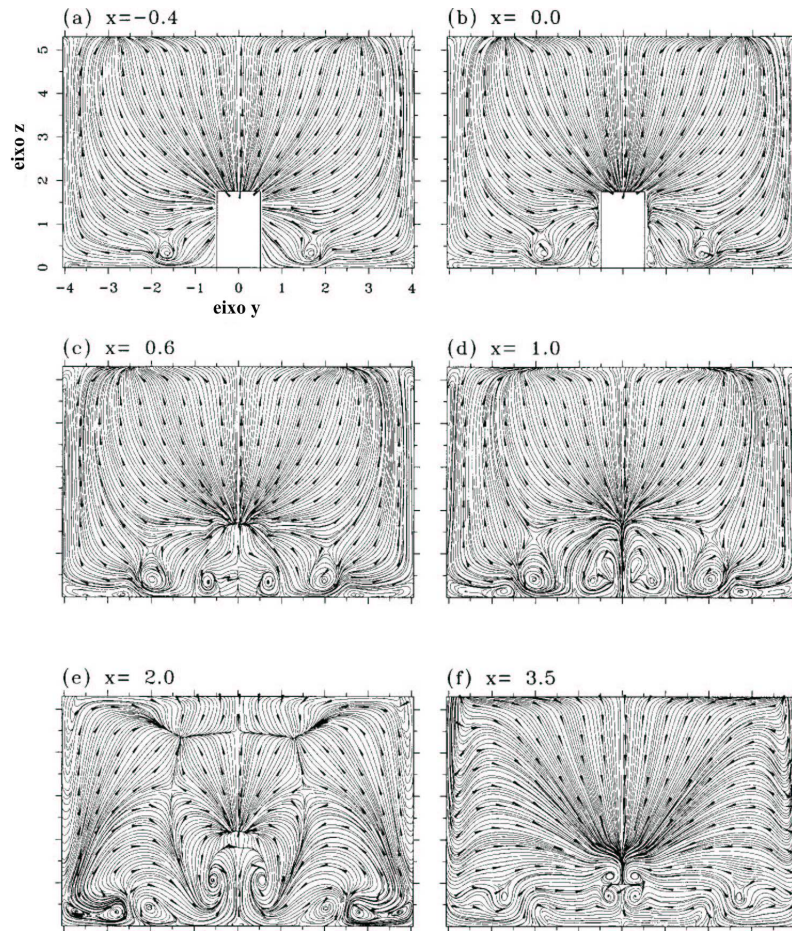 (a) x=-0.4
(b) x= 0.0
5
4
3
2
1
0
eixo z
-4 -3 -2 -1 0 1 2 3 4
eixo y
(c) x= 0.6
(d) x= 1.0
(e) x= 2.0
(f) x= 3.5